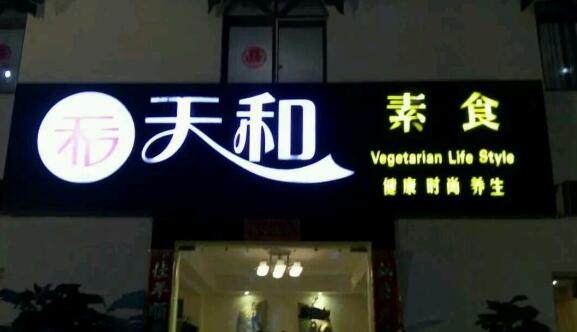 天和
素食
Vegetarian Life Style
健康时尚养生